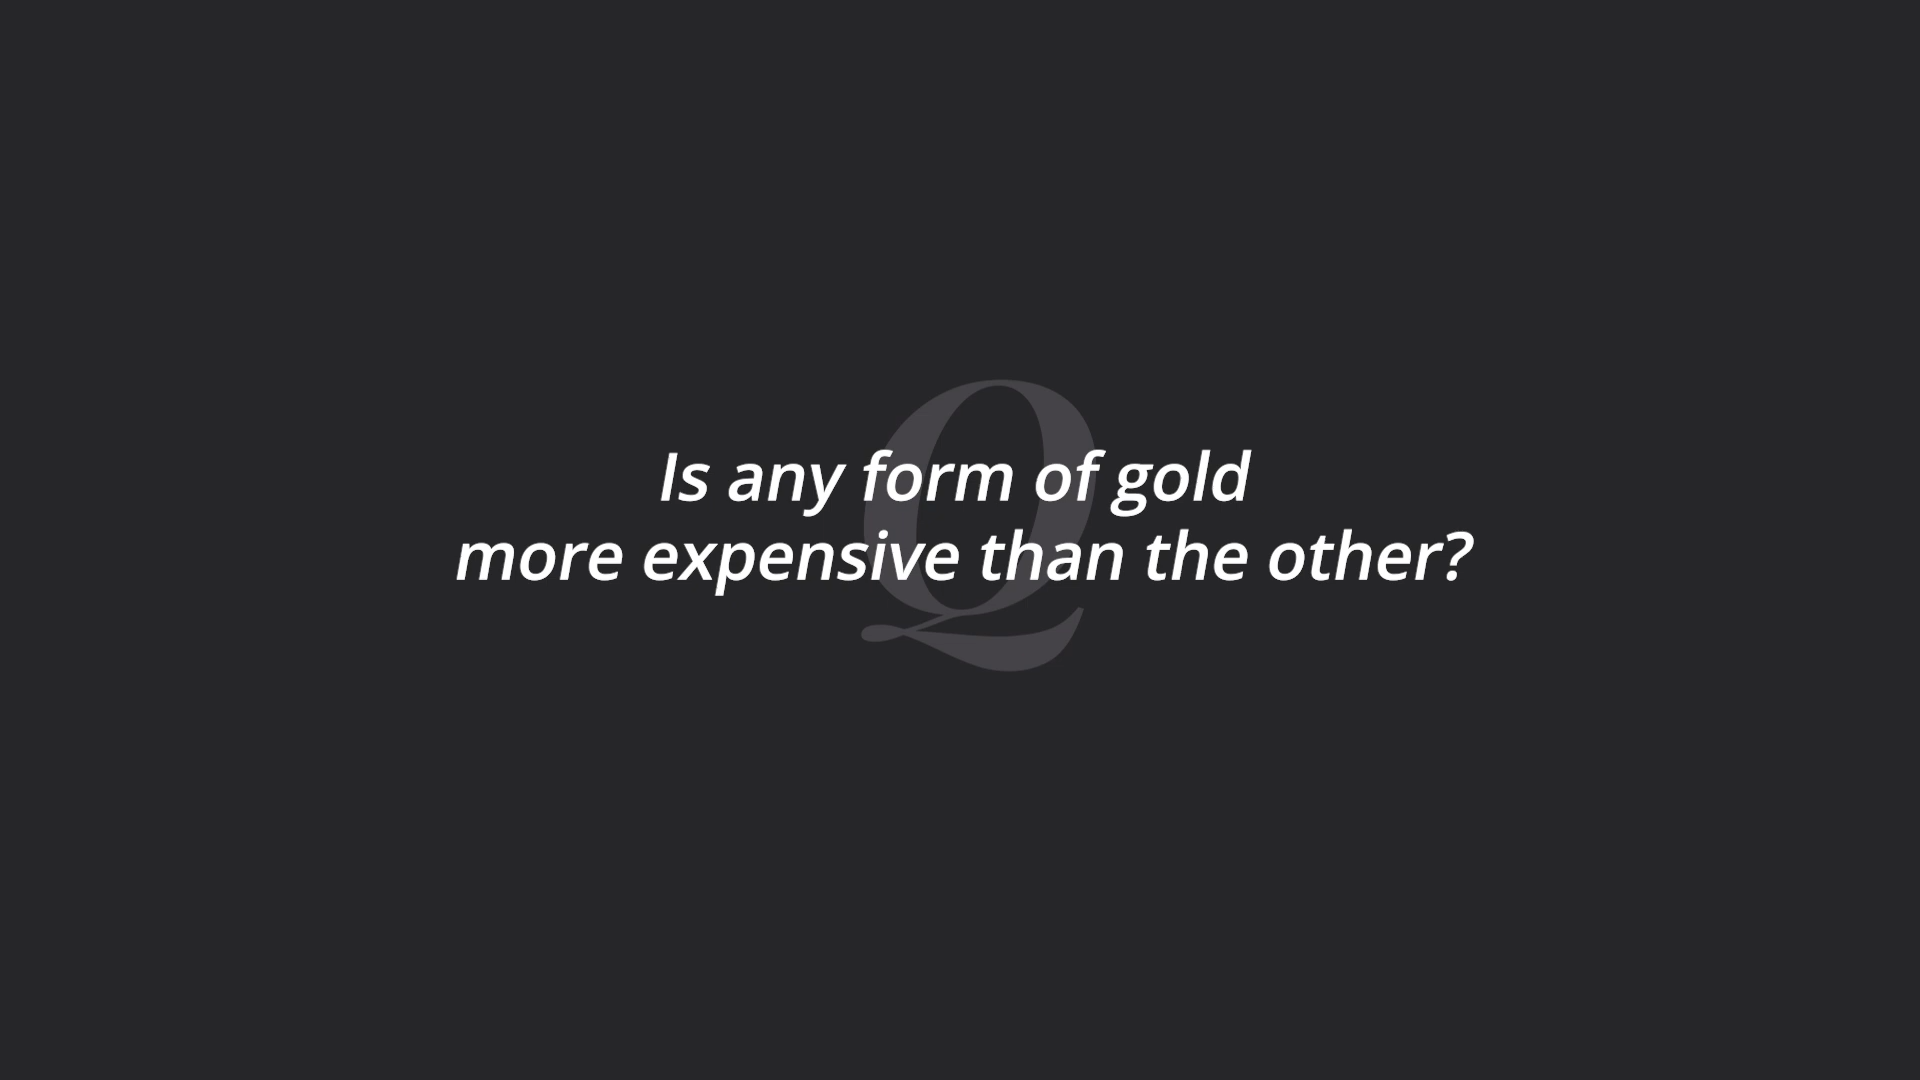 Q
Is any form of gold
more expensive than the other?